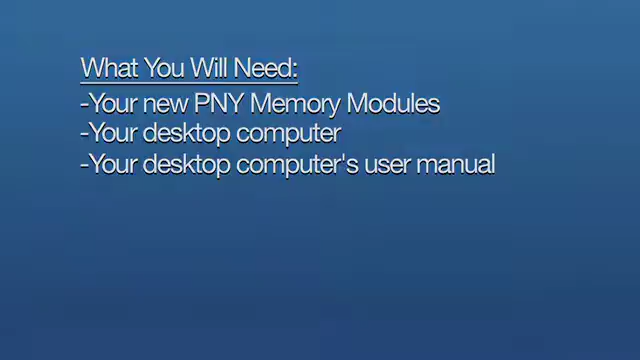 What You Will Need:
-Your new PNY Memory Modules
-Your desktop computer
-Your desktop computer's user manual